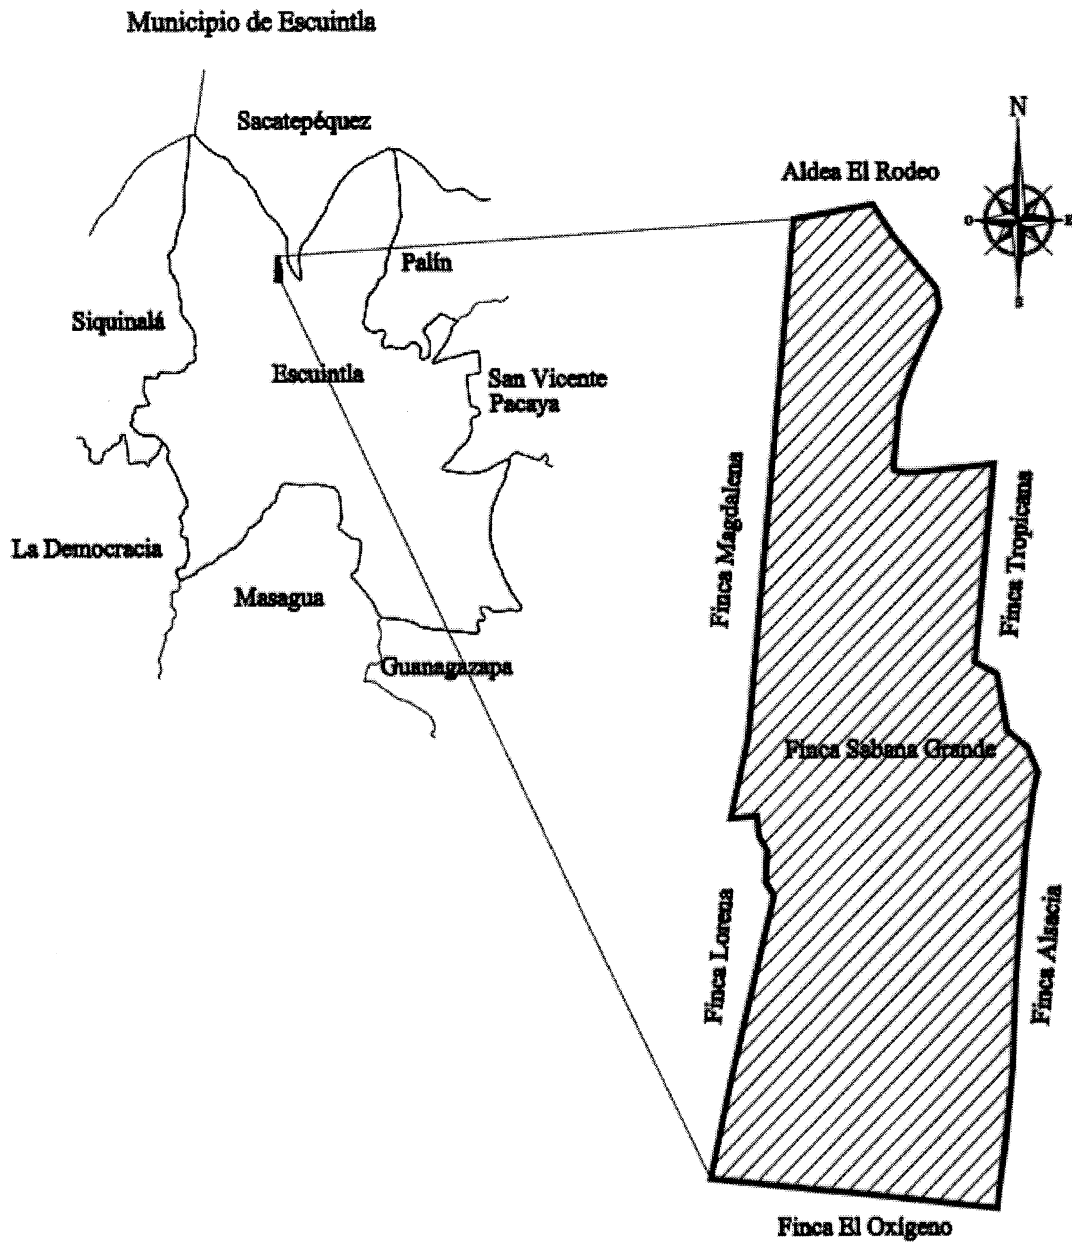 Municipio de Escuintla
Sacatepéquez
N
Aldea El Rodeo
O
E
Palín
S
Siquinalá
Escuintla
San Vicente
Pacaya
Finca Magdalena
Finca Tropicana
La Democracia
Masagua
Guanagazapa
Finca Sabana Grande
Finca Lorena
Finca Alsacia
Finca El Oxígeno